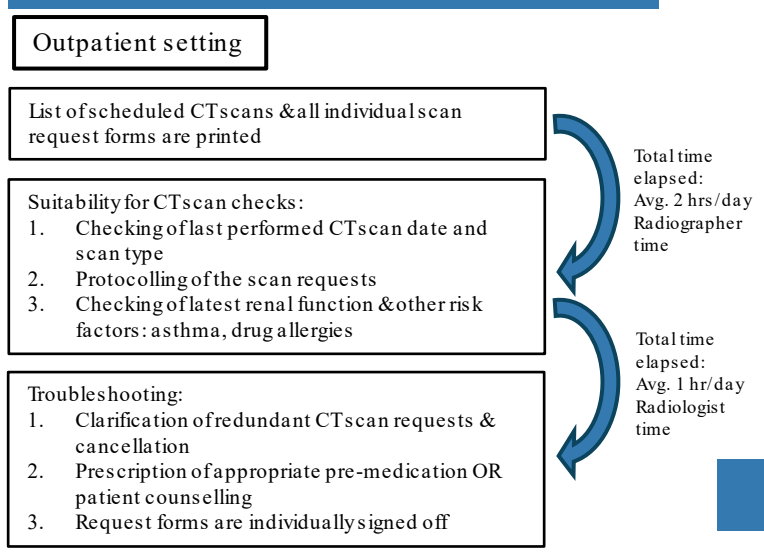 Outpatient setting
List of scheduled CT scans & all individual scan
request forms are printed
Total time
elapsed:
Avg. 2 hrs/day
Radiographer
time
Suitability for CT scan checks:
1. Checking of last performed CT scan date and
scan type
2. Protocolling of the scan requests
3. Checking of latest renal function & other risk
factors: asthma, drug allergies
Total time
elapsed:
Avg. 1 hr/day
Radiologist
time
Troubleshooting:
1. Clarification of redundant CT scan requests &
cancellation
2. Prescription of appropriate pre-medication OR
patient counselling
3. Request forms are individually signed off